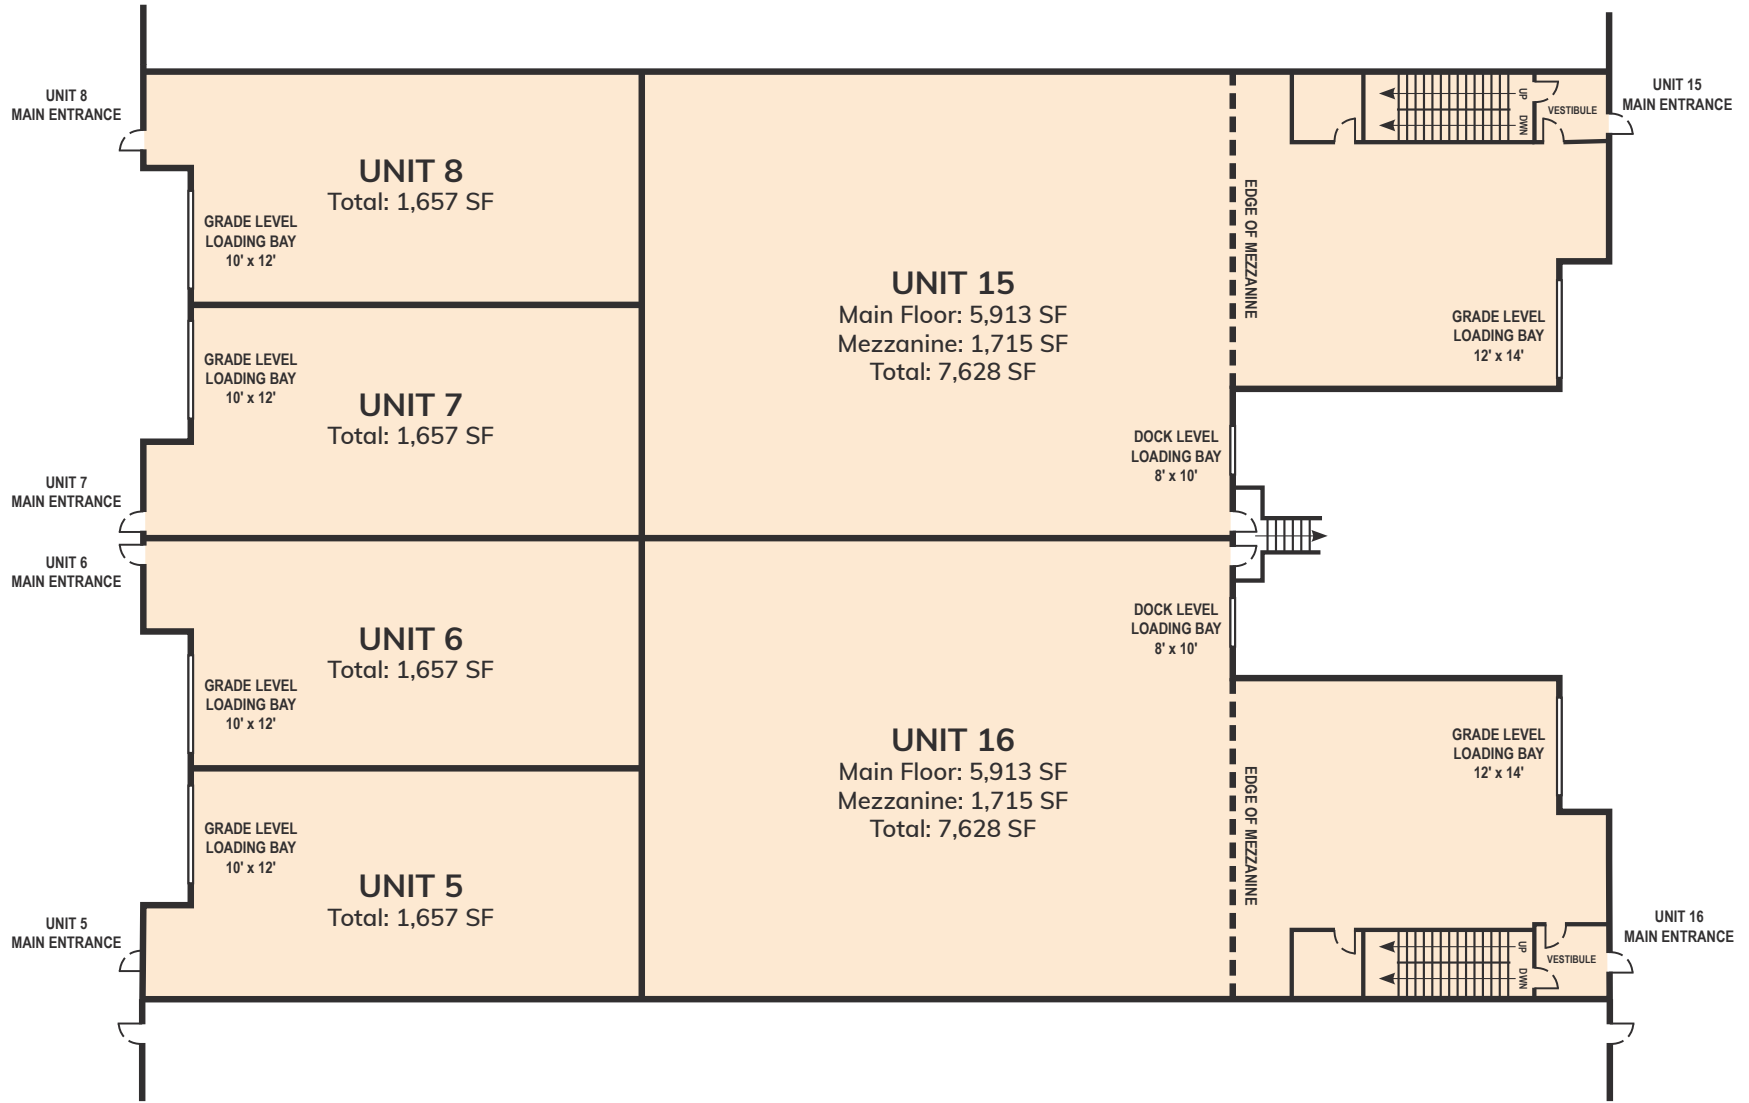 UNIT 8
MAIN ENTRANCE
UNIT 8
Total: 1,657 SF
GRADE LEVEL
LOADING BAY
10' x 12'
GRADE LEVEL
LOADING BAY
10' x 12'
UNIT 7
Total: 1,657 SF
UNIT 7
MAIN ENTRANCE
UNIT 6
MAIN ENTRANCE
UNIT 6
Total: 1,657 SF
GRADE LEVEL
LOADING BAY
10' x 12'
GRADE LEVEL
LOADING BAY
10' x 12'
UNIT 5
Total: 1,657 SF
UNIT 5
MAIN ENTRANCE
UNIT 15
Main Floor: 5,913 SF
Mezzanine: 1,715 SF
Total: 7,628 SF
DOCK LEVEL
LOADING BAY
8' x 10'
DOCK LEVEL
LOADING BAY
8' x 10'
UNIT 16
Main Floor: 5,913 SF
Mezzanine: 1,715 SF
Total: 7,628 SF
EDGE OF MEZZANINE
UP
DWN
VESTIBULE
UNIT 15
MAIN ENTRANCE
GRADE LEVEL
LOADING BAY
12' x 14'
GRADE LEVEL
LOADING BAY
12' x 14'
EDGE OF MEZZANINE
UP
DWN
VESTIBULE
UNIT 16
MAIN ENTRANCE